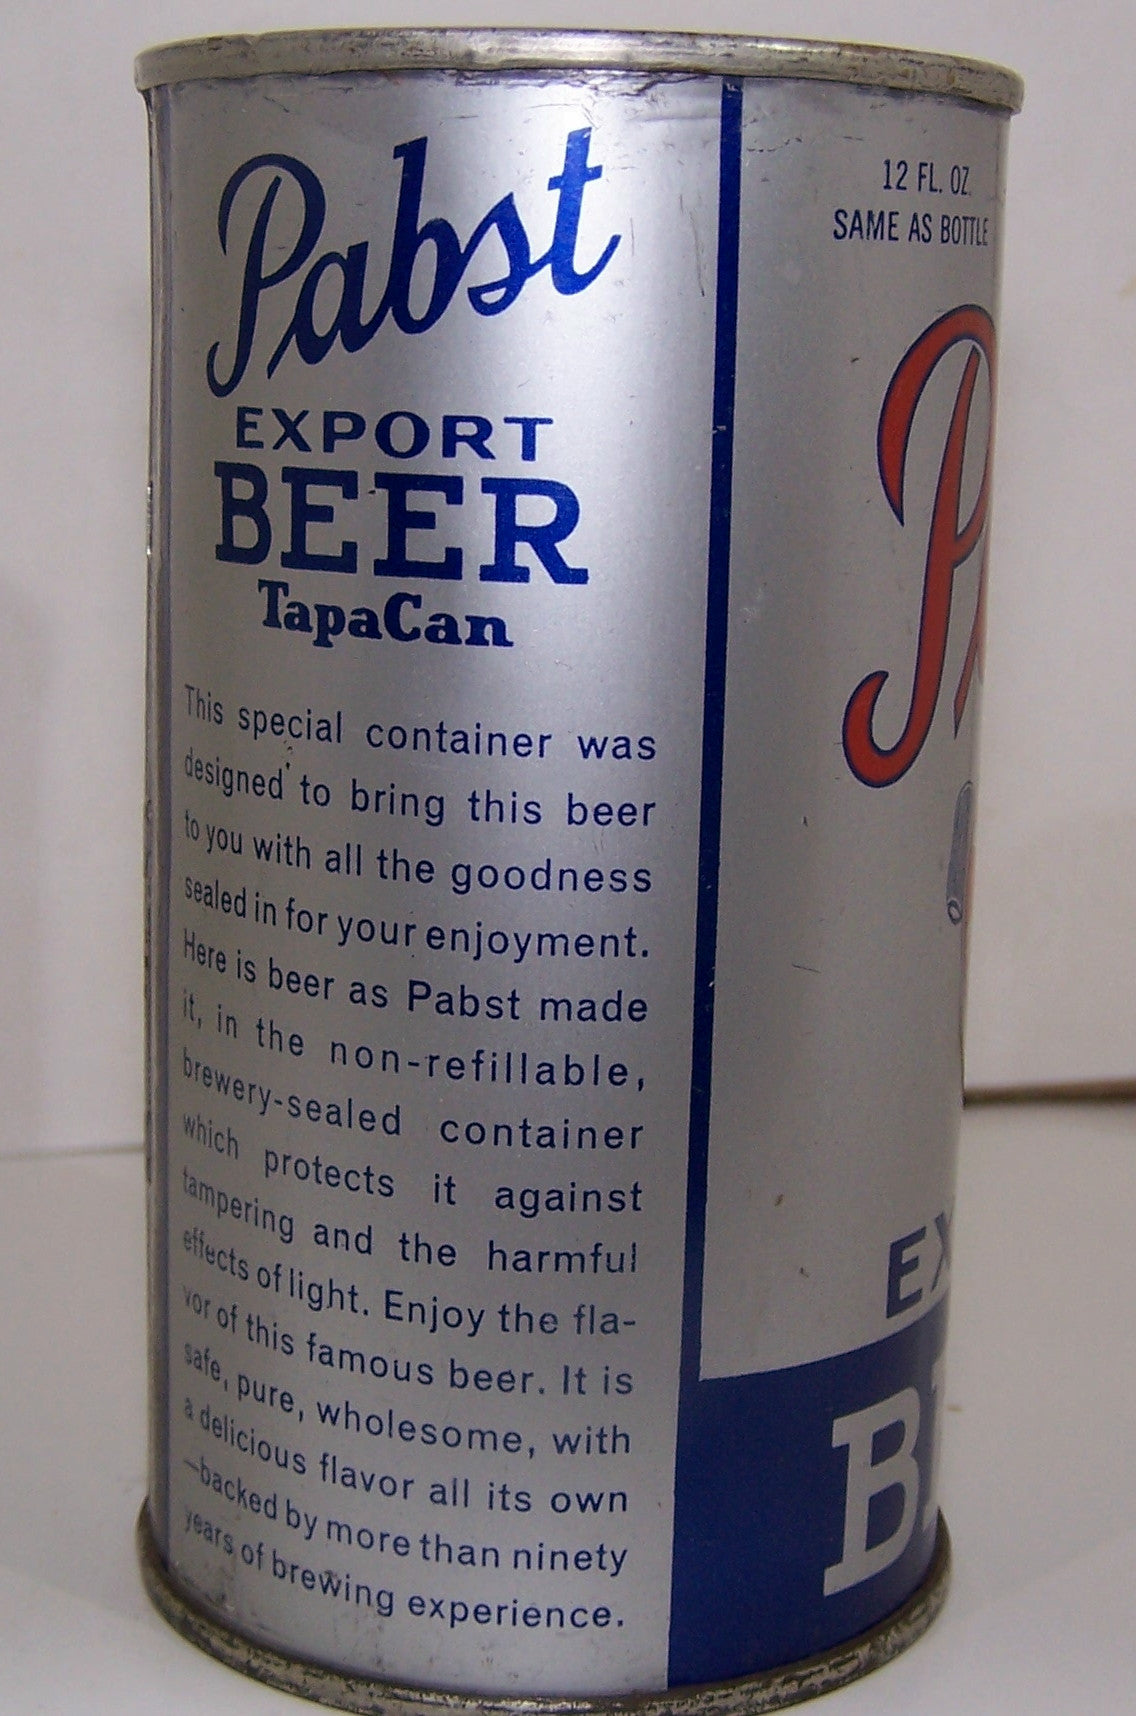 Pabst
EXPORT
BEER
TapaCan
This special container was
designed to bring this beer
to you with all the goodness
sealed in for your enjoyment.
Here is beer as Pabst made
it, in the non-refillable,
brewery-sealed container
which protects it against
tampering and the harmful
effects of light. Enjoy the fla-
vor of this famous beer. It is
safe, pure, wholesome, with
a delicious flavor all its own
—backed by more than ninety
years of brewing experience.
12 FL. OZ.
SAME AS BOTTLE